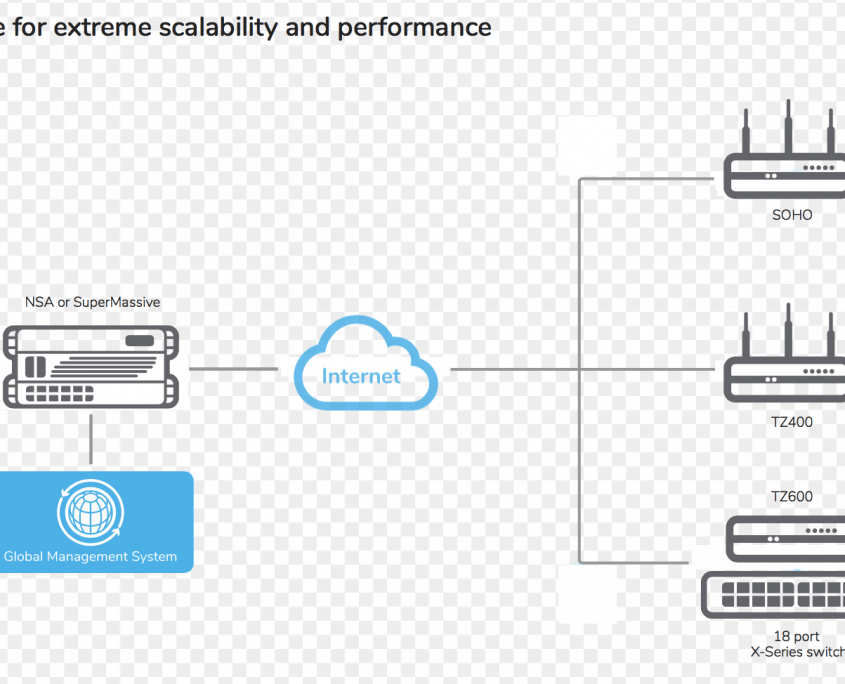 e for extreme scalability and performance
SOHO
NSA or SuperMassive
Internet
TZ400
TZ600
Global Management System
18 port
X-Series switch